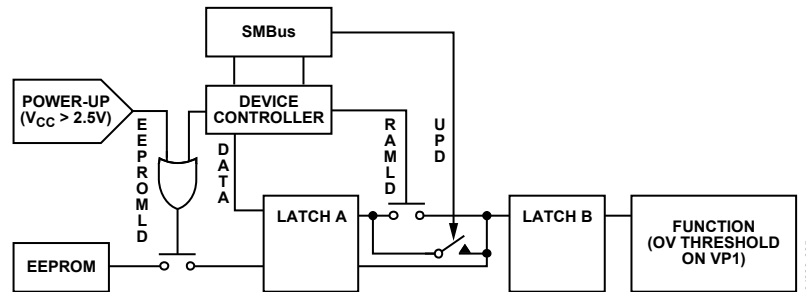 SMBus
POWER-UP
(VCC > 2.5V)
EEPROMLD
DEVICE
CONTROLLER
DATA
RAMLD
UPD
LATCH A
LATCH B
FUNCTION
(OV THRESHOLD
ON VP1)
EEPROM